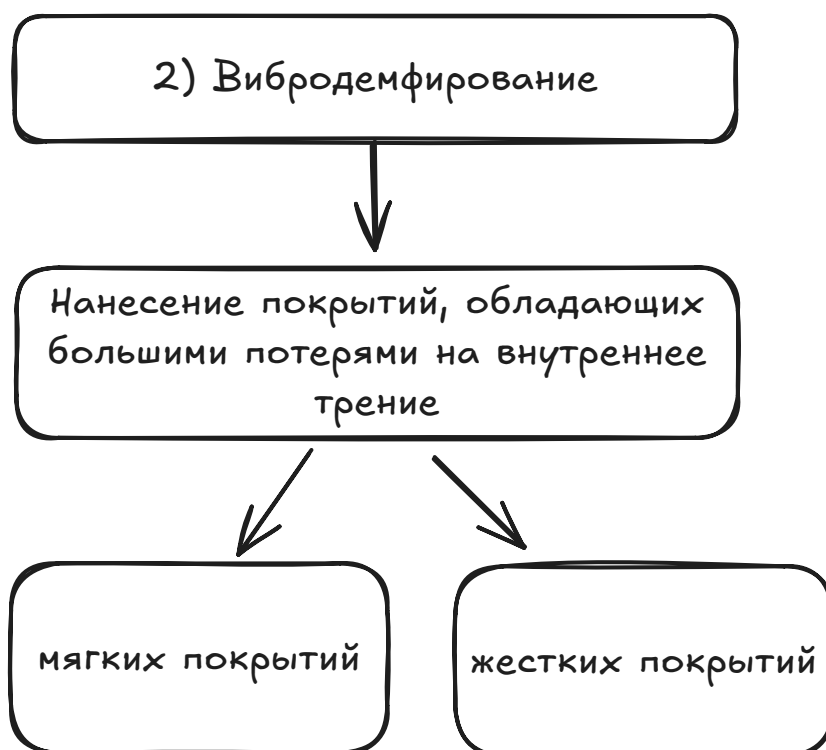 2) Вибродемфирование
Нанесение покрытий, обладающих
большими потерями на внутреннее
трение
мягких покрытий
жестких покрытий